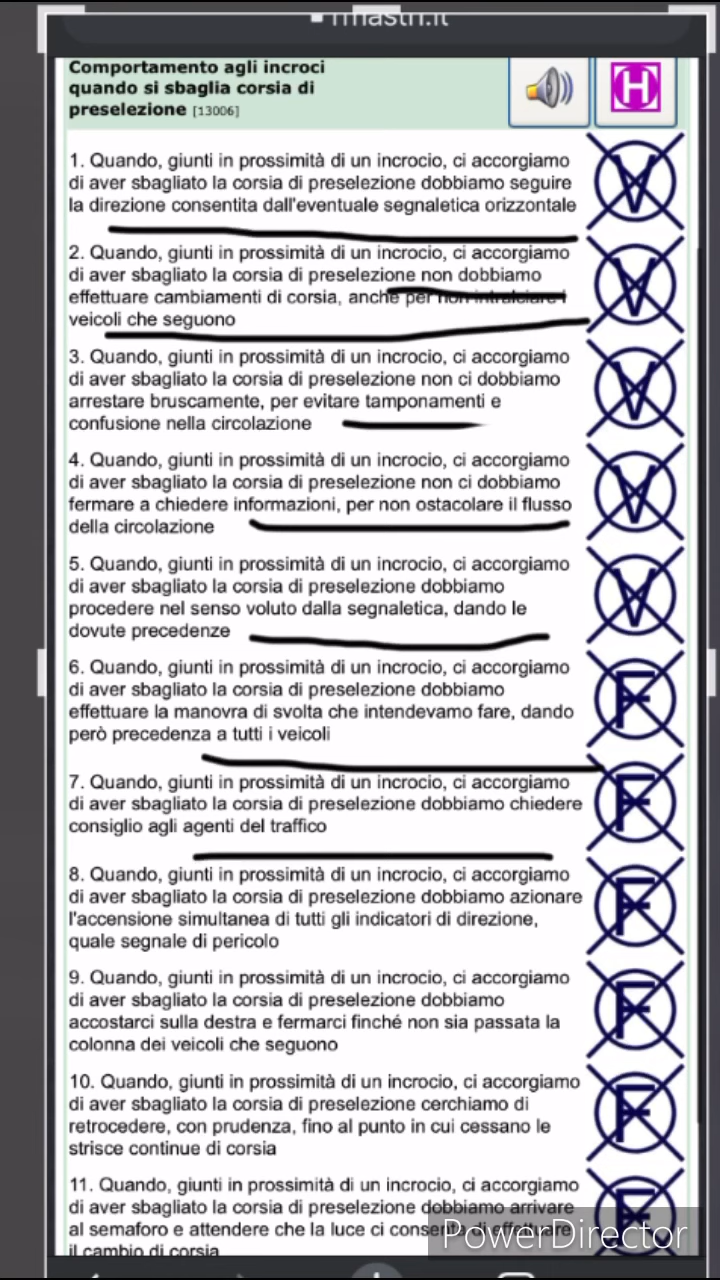 rmastri.it
Comportamento agli incroci
quando si sbaglia corsia di
preselezione [13006]
H
1. Quando, giunti in prossimità di un incrocio, ci accorgiamo
di aver sbagliato la corsia di preselezione dobbiamo seguire
la direzione consentita dall'eventuale segnaletica orizzontale
V
2. Quando, giunti in prossimità di un incrocio, ci accorgiamo
di aver sbagliato la corsia di preselezione non dobbiamo
effettuare cambiamenti di corsia, anche per non intralciare i
veicoli che seguono
V
3. Quando, giunti in prossimità di un incrocio, ci accorgiamo
di aver sbagliato la corsia di preselezione non ci dobbiamo
arrestare bruscamente, per evitare tamponamenti e
confusione nella circolazione
V
4. Quando, giunti in prossimità di un incrocio, ci accorgiamo
di aver sbagliato la corsia di preselezione non ci dobbiamo
fermare a chiedere informazioni, per non ostacolare il flusso
della circolazione
V
5. Quando, giunti in prossimità di un incrocio, ci accorgiamo
di aver sbagliato la corsia di preselezione dobbiamo
procedere nel senso voluto dalla segnaletica, dando le
dovute precedenze
V
6. Quando, giunti in prossimità di un incrocio, ci accorgiamo
di aver sbagliato la corsia di preselezione dobbiamo
effettuare la manovra di svolta che intendevamo fare, dando
però precedenza a tutti i veicoli
F
7. Quando, giunti in prossimità di un incrocio, ci accorgiamo
di aver sbagliato la corsia di preselezione dobbiamo chiedere
consiglio agli agenti del traffico
F
8. Quando, giunti in prossimità di un incrocio, ci accorgiamo
di aver sbagliato la corsia di preselezione dobbiamo azionare
l'accensione simultanea di tutti gli indicatori di direzione,
quale segnale di pericolo
F
9. Quando, giunti in prossimità di un incrocio, ci accorgiamo
di aver sbagliato la corsia di preselezione dobbiamo
accostarci sulla destra e fermarci finché non sia passata la
colonna dei veicoli che seguono
F
10. Quando, giunti in prossimità di un incrocio, ci accorgiamo
di aver sbagliato la corsia di preselezione cerchiamo di
retrocedere, con prudenza, fino al punto in cui cessano le
strisce continue di corsia
F
11. Quando, giunti in prossimità di un incrocio, ci accorgiamo
di aver sbagliato la corsia di preselezione dobbiamo arrivare
al semaforo e attendere che la luce ci consenta di effettuare
il cambio di corsia
F
PowerDirector